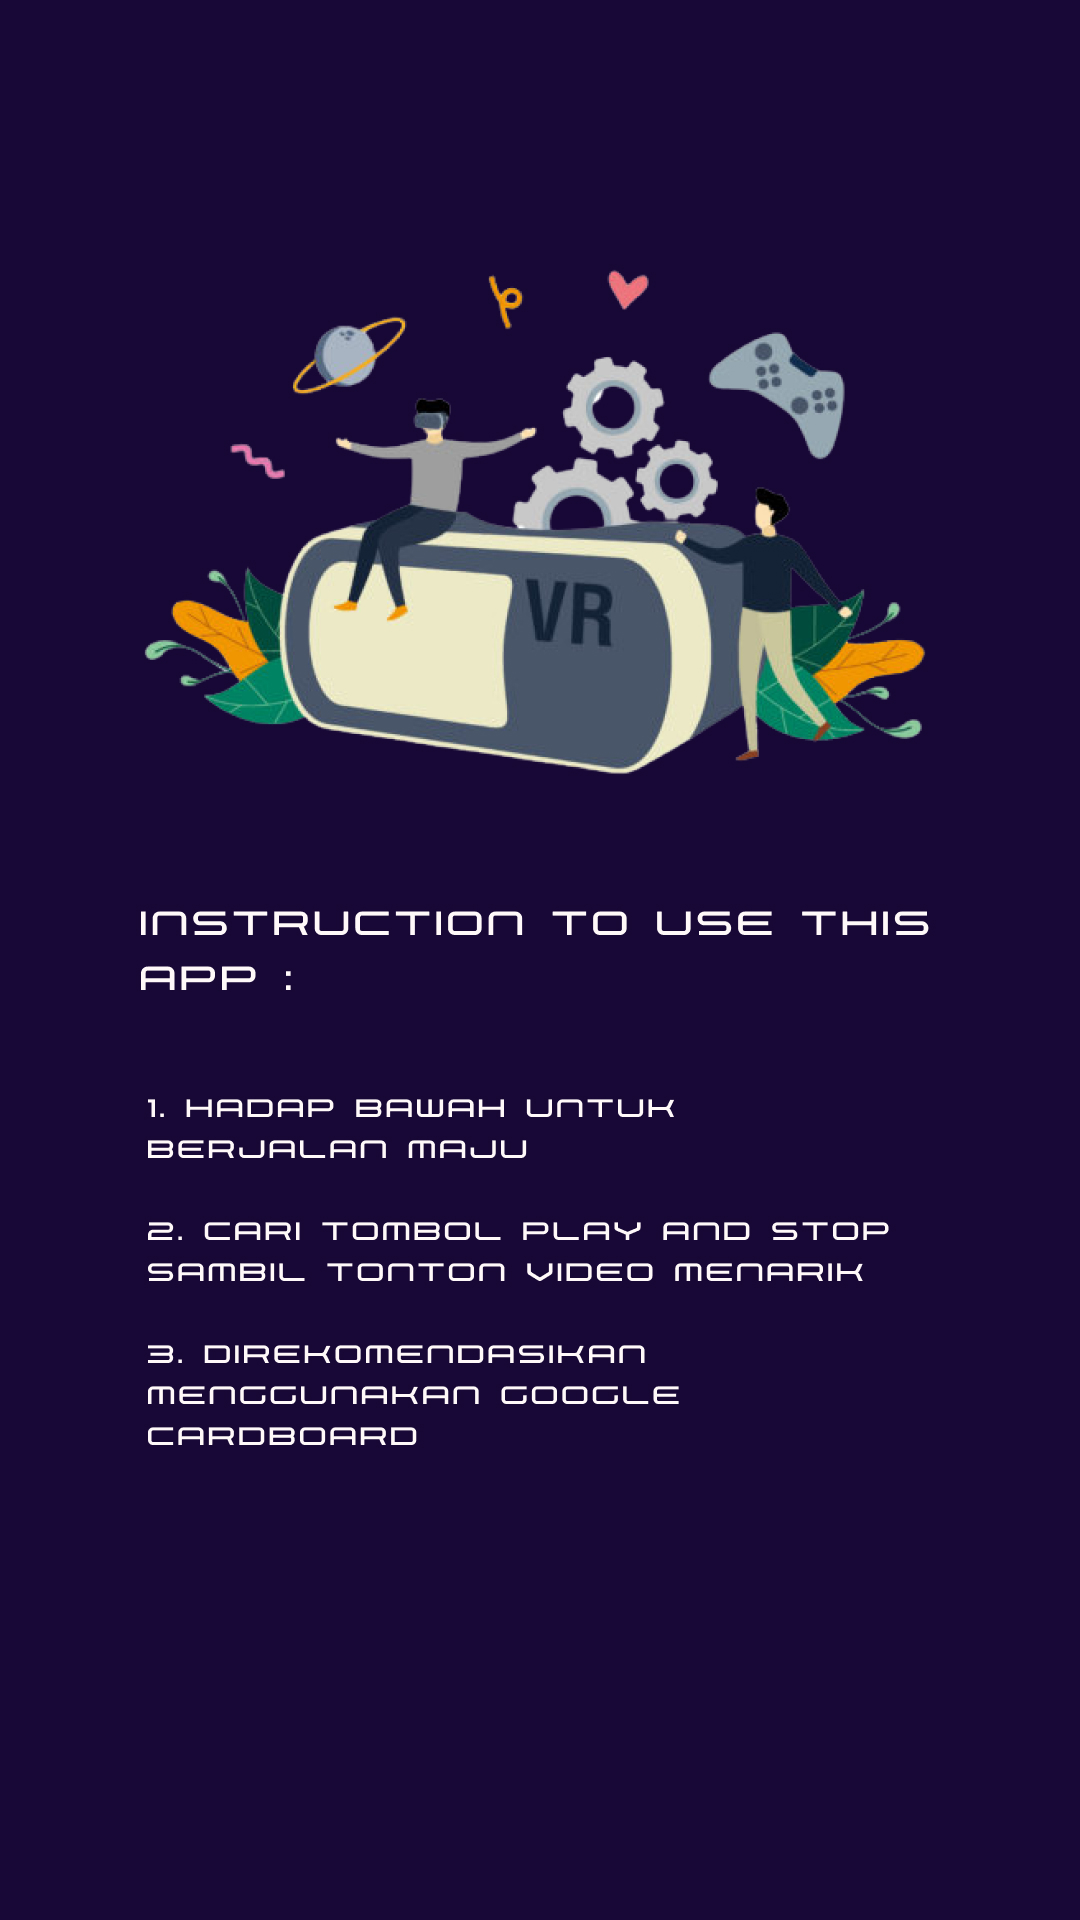 VR
INSTRUCTION TO USE THIS
APP :
1. HADAP BAWAH UNTUK
BERJALAN MAJU
2. CARI TOMBOL PLAY AND STOP
SAMBIL TONTON VIDEO MENARIK
3. DIREKOMENDASIKAN
MENGGUNAKAN GOOGLE
CARDBOARD